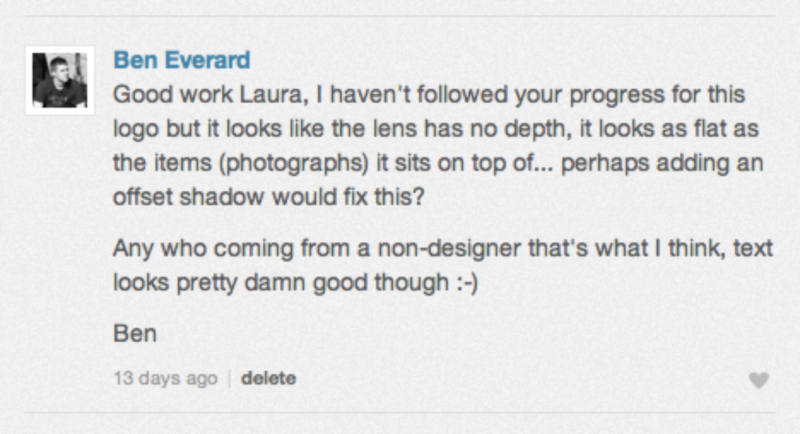 Ben Everard
Good work Laura, I haven't followed your progress for this
logo but it looks like the lens has no depth, it looks as flat as
the items (photographs) it sits on top of... perhaps adding an
offset shadow would fix this?
Any who coming from a non-designer that's what I think, text
looks pretty damn good though :-)
Ben
13 days ago | delete